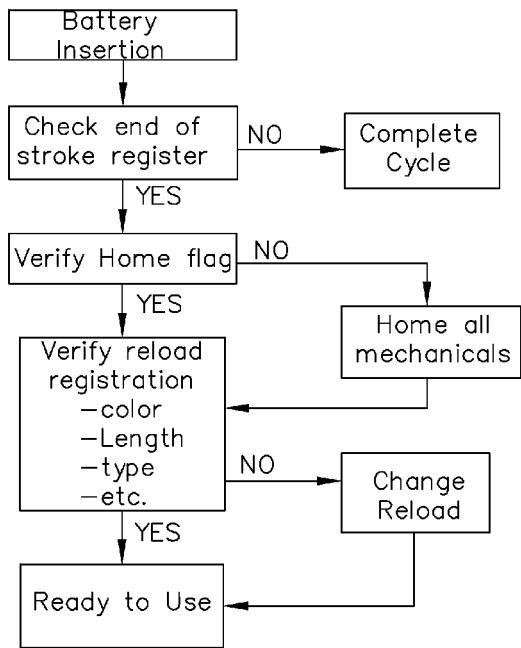 Battery
Insertion
Check end of
stroke register
NO
Complete
Cycle
YES
Verify Home flag
NO
YES
Home all
mechanicals
Verify reload
registration
–color
–Length
–type
–etc.
NO
Change
Reload
YES
Ready to Use